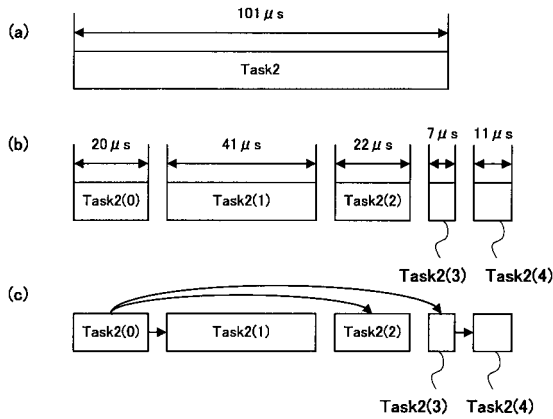 (a)
101 μs
Task2
(b)
20 μs 41 μs 22 μs 7 μs 11 μs
Task2(0) Task2(1) Task2(2)
Task2(3) Task2(4)
(c)
Task2(0) Task2(1) Task2(2)
Task2(3) Task2(4)